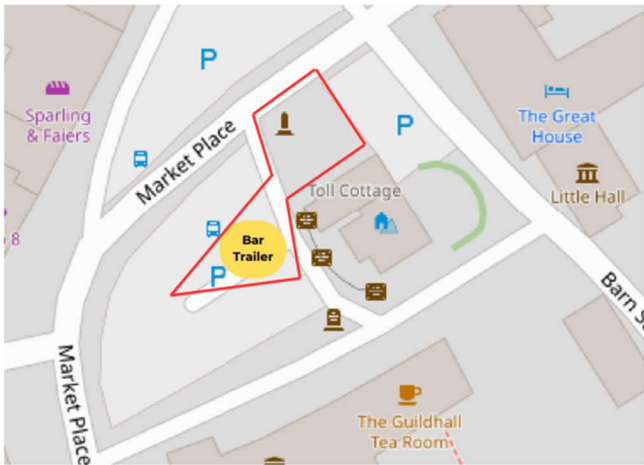 P
Sparling
& Faiers
Market Place
P
The Great
House
Little Hall
Toll Cottage
o 8
Bar
Trailer
P
Barn S
Market Place
The Guildhall
Tea Room